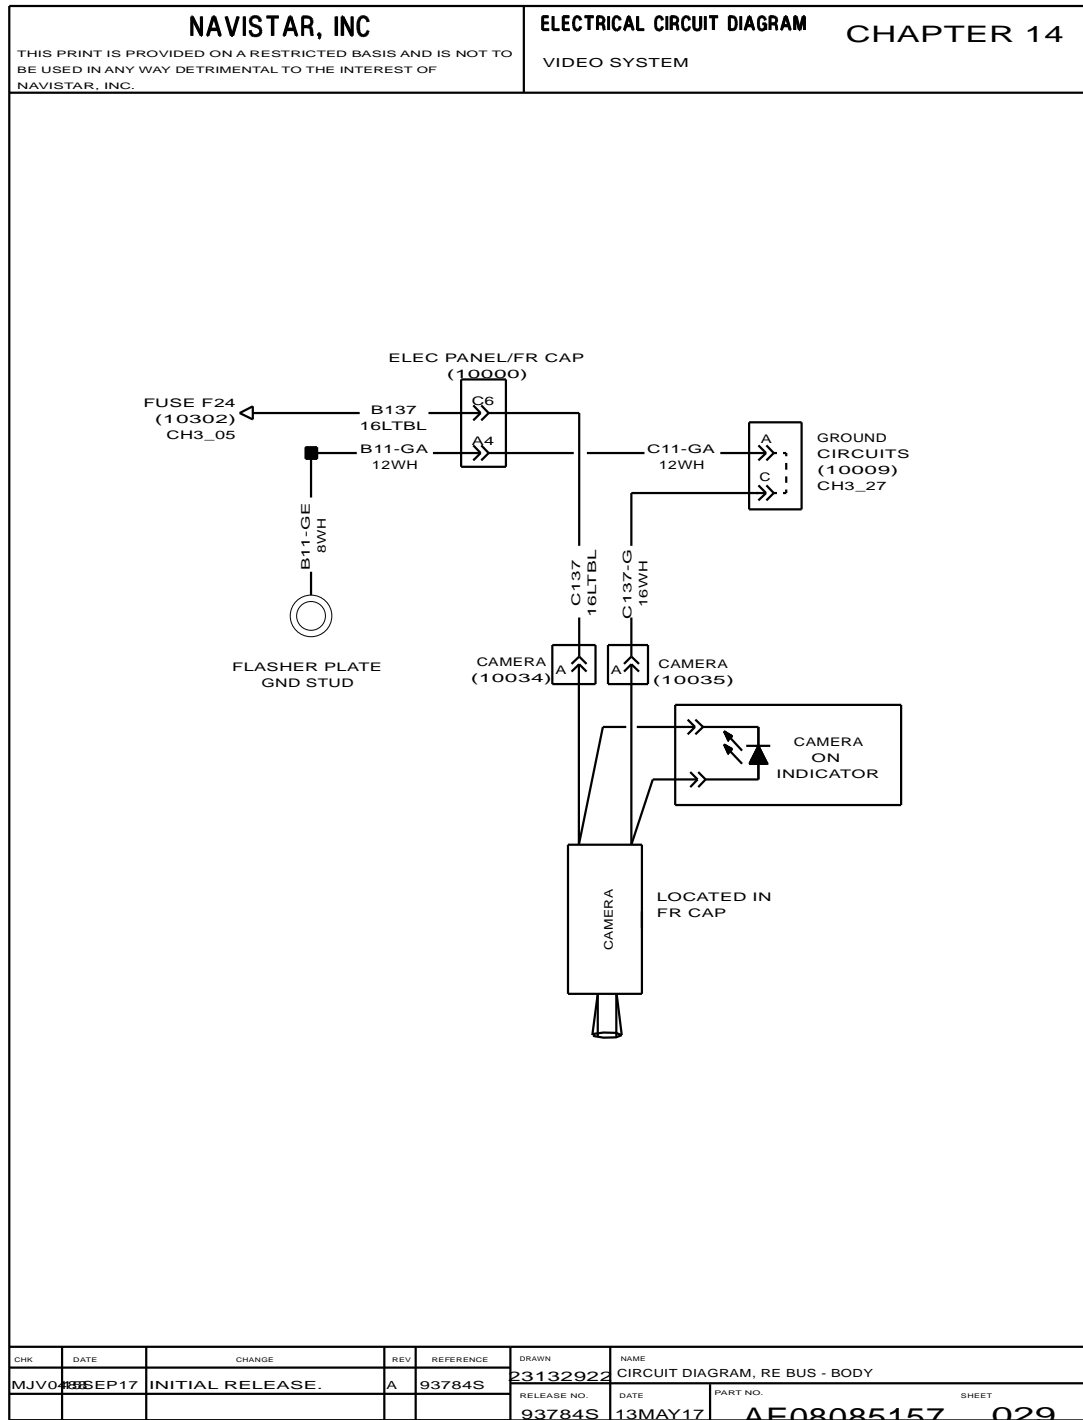 NAVISTAR, INC
THIS PRINT IS PROVIDED ON A RESTRICTED BASIS AND IS NOT TO
BE USED IN ANY WAY DETRIMENTAL TO THE INTEREST OF
NAVISTAR, INC.
ELECTRICAL CIRCUIT DIAGRAM
CHAPTER 14
VIDEO SYSTEM
ELEC PANEL/FR CAP
(10000)
FUSE F24
(10302)
CH3_05
B137
16LTBL
C6
B11-GA
12WH
A4
C11-GA
12WH
A
C
GROUND
CIRCUITS
(10009)
CH3_27
B11-GE
8WH
C137
16LTBL
C137-G
16WH
FLASHER PLATE
GND STUD
CAMERA
(10034)
A
A
CAMERA
(10035)
CAMERA
ON
INDICATOR
CAMERA
LOCATED IN
FR CAP
CHK
DATE
CHANGE
REV
REFERENCE
DRAWN
NAME
INITIAL RELEASE.
A
93784S
23132922
CIRCUIT DIAGRAM, RE BUS - BODY
RELEASE NO.
DATE
PART NO.
SHEET
93784S
13MAY17
AE08085157
029